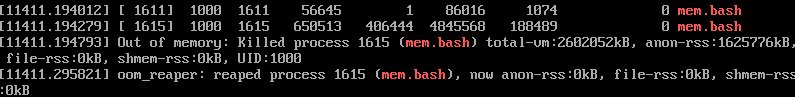 [11411.194012] [ 1611] 1000 1611 56645 1 86016 1074 0 mem.bash
[11411.194279] [ 1615] 1000 1615 650513 406444 4845568 188489 0 mem.bash
[11411.194793] Out of memory: Killed process 1615 (mem.bash) total-vm:2602052kB, anon-rss:1625776kB,
file-rss:0kB, shmem-rss:0kB, UID:1000
[11411.295821] oom_reaper: reaped process 1615 (mem.bash), now anon-rss:0kB, file-rss:0kB, shmem-rss
:0kB